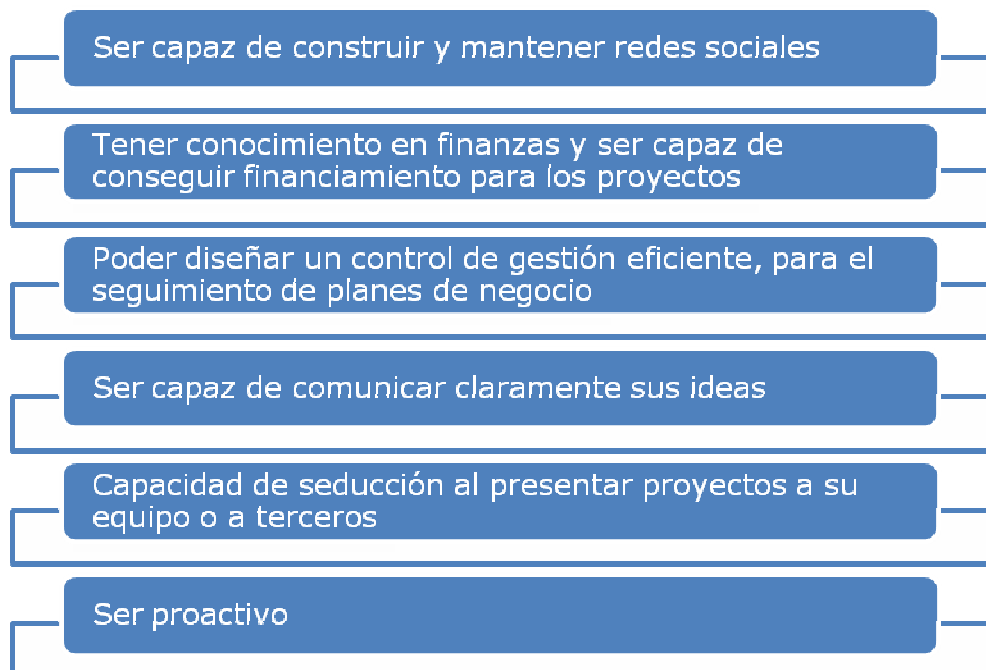 Ser capaz de construir y mantener redes sociales
Tener conocimiento en finanzas y ser capaz de
conseguir financiamiento para los proyectos
Poder diseñar un control de gestión eficiente, para el
seguimiento de planes de negocio
Ser capaz de comunicar claramente sus ideas
Capacidad de seducción al presentar proyectos a su
equipo o a terceros
Ser proactivo